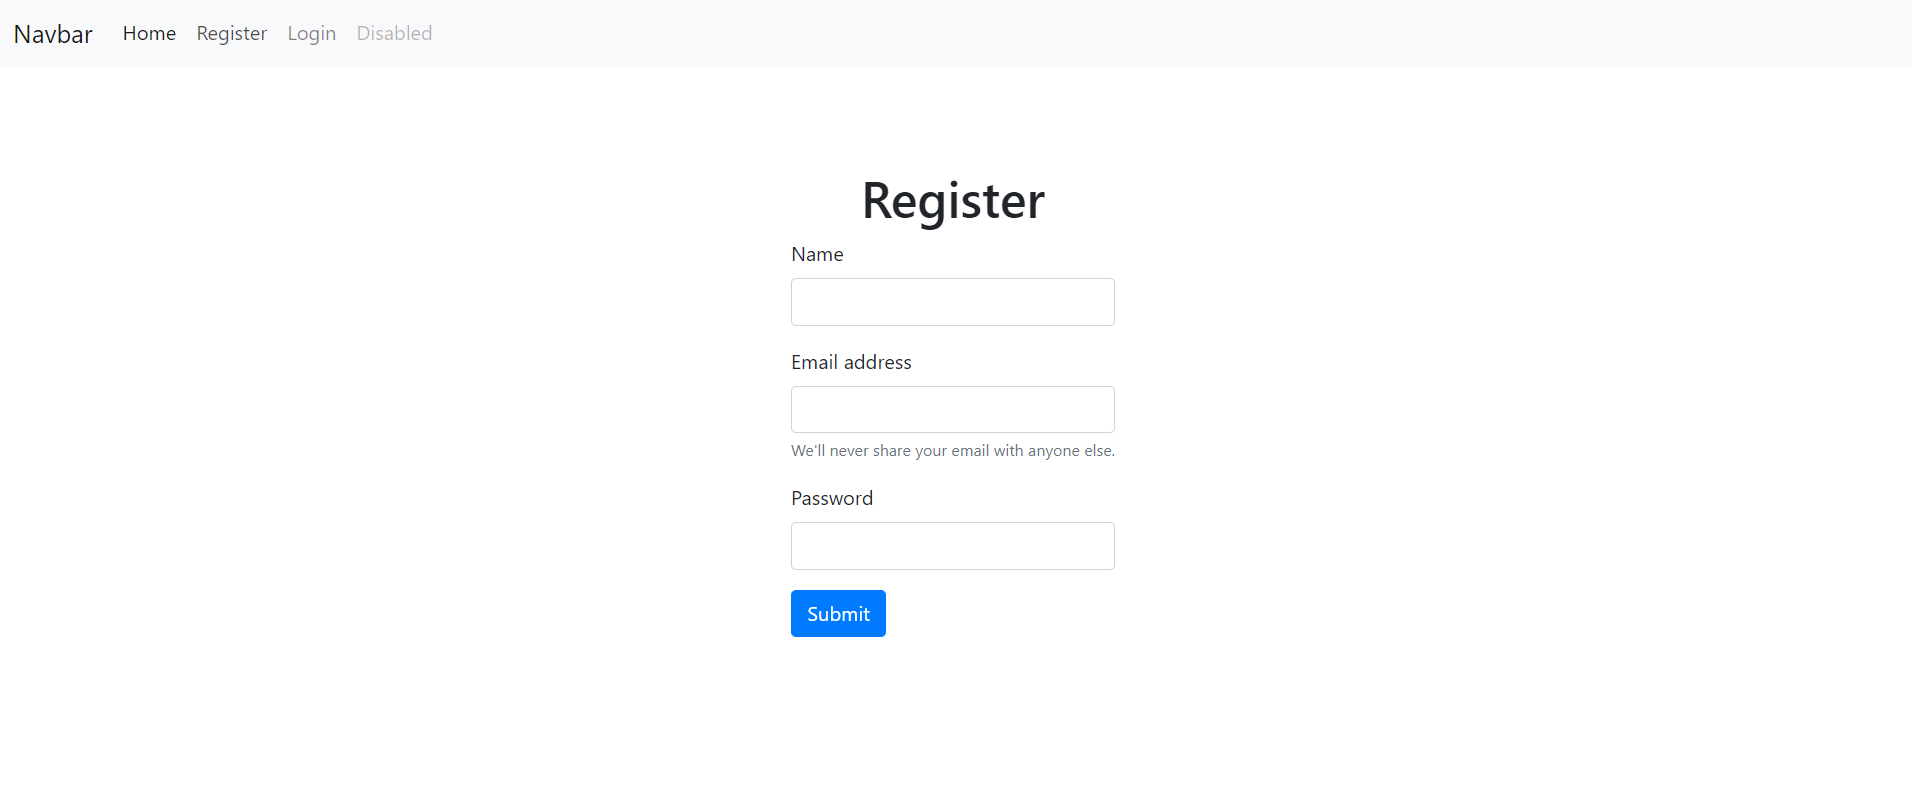 Navbar Home Register Login Disabled
Register
Name
Email address
We'll never share your email with anyone else.
Password
Submit